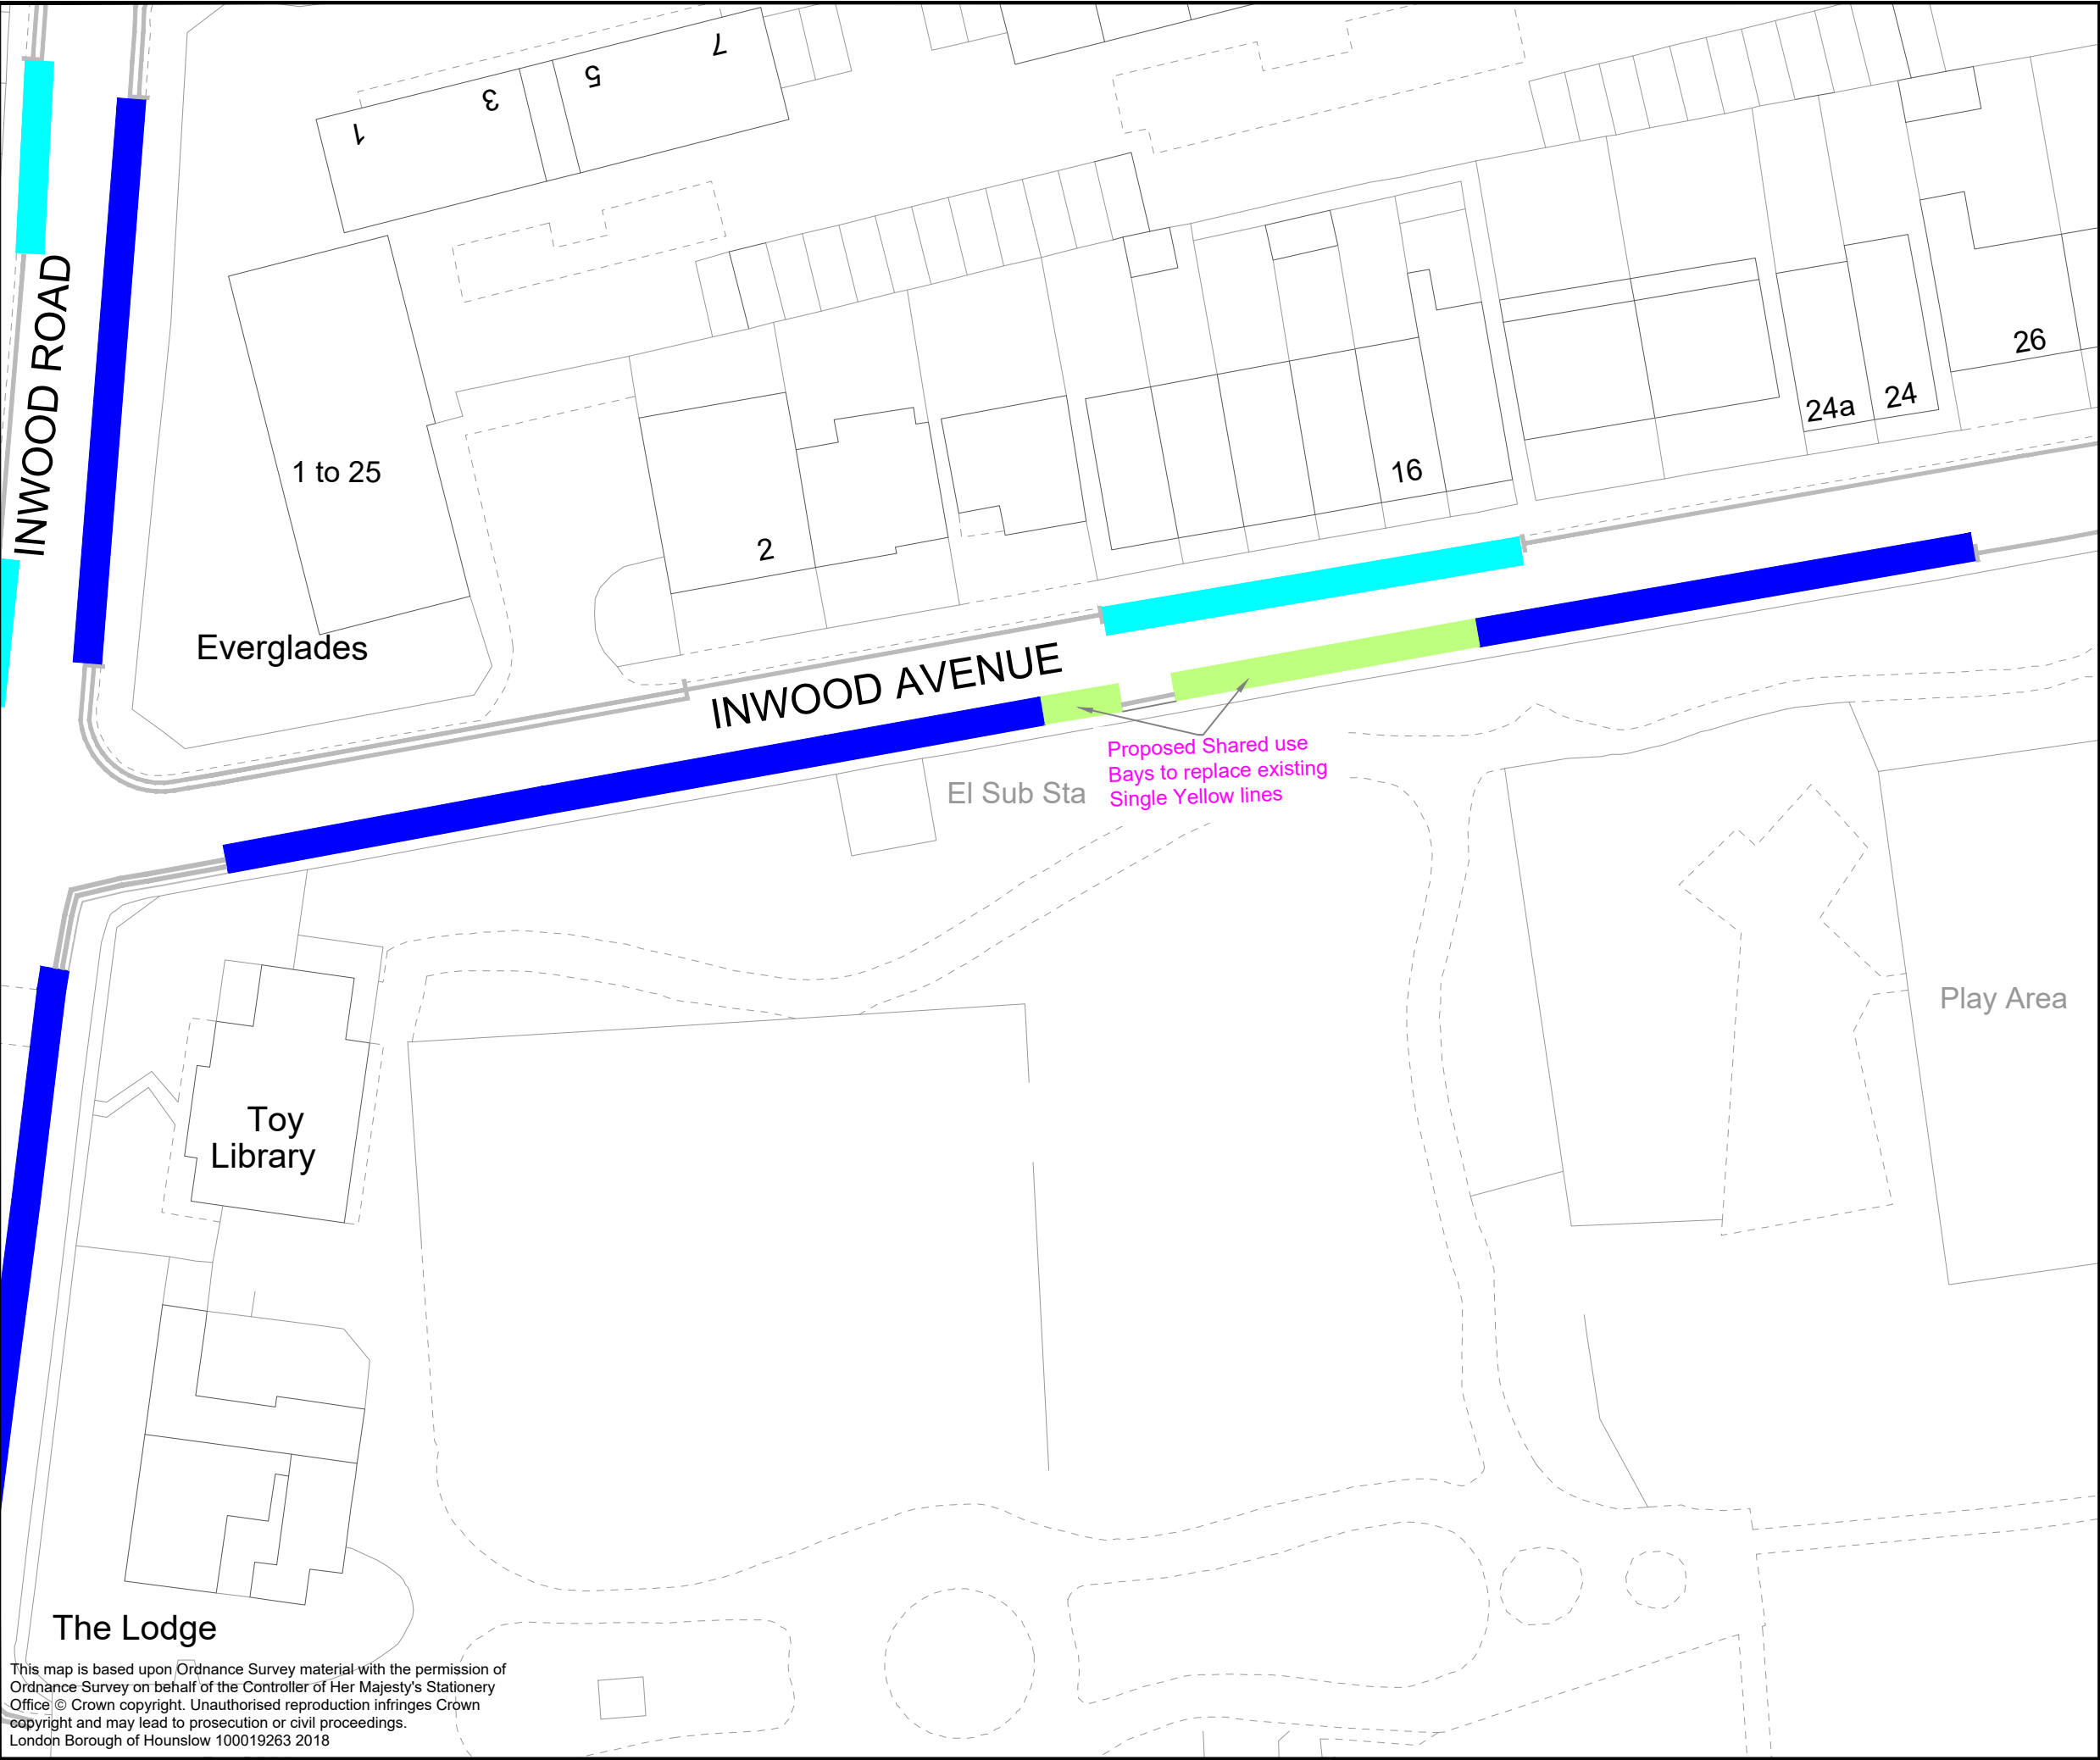 7
5
3
1
INWOOD ROAD
1 to 25
26
24
24a
16
2
Everglades
INWOOD AVENUE
Proposed Shared use
Bays to replace existing
Single Yellow lines
El Sub Sta
Play Area
Toy
Library
The Lodge
This map is based upon Ordnance Survey material with the permission of
Ordnance Survey on behalf of the Controller of Her Majesty's Stationery
Office © Crown copyright. Unauthorised reproduction infringes Crown
copyright and may lead to prosecution or civil proceedings.
London Borough of Hounslow 100019263 2018